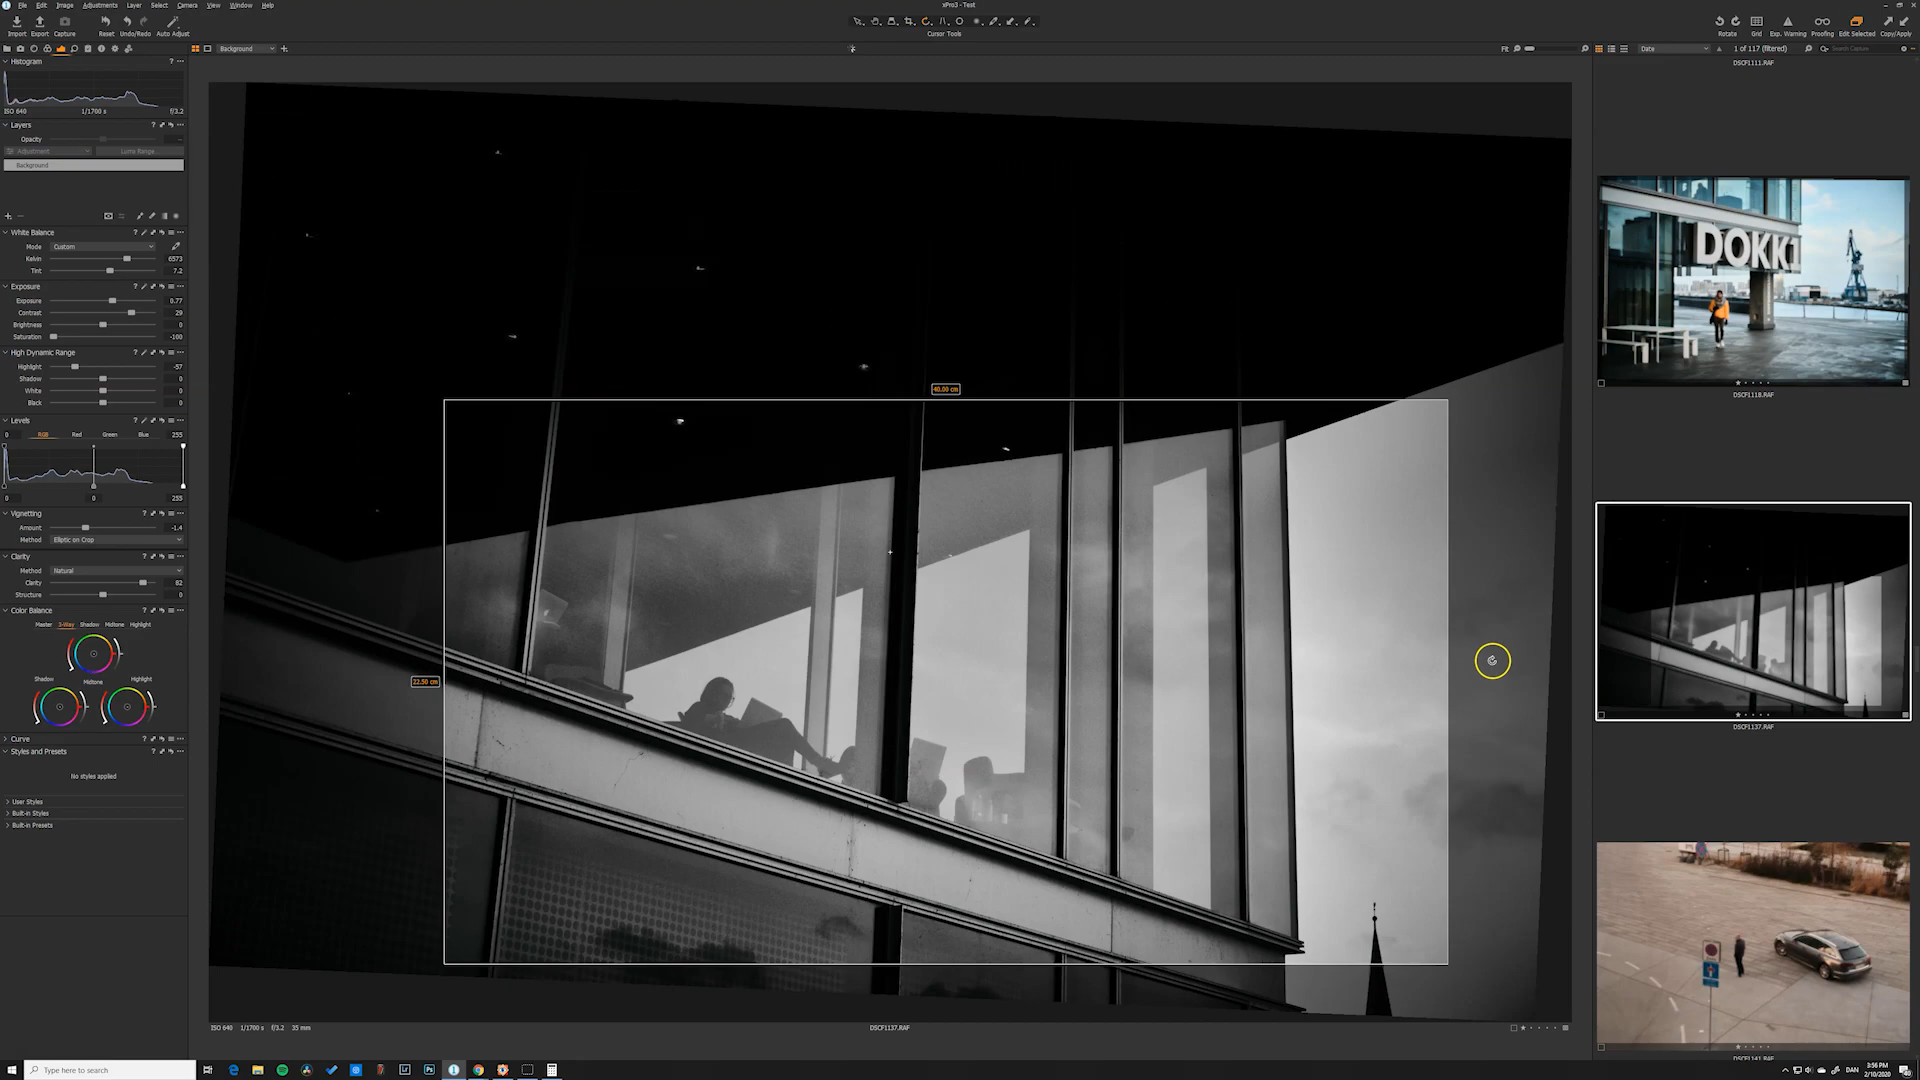 xPro3 - Test
File Edit Image Adjustments Layer Select Camera View Window Help
Import Export Capture Reset Undo/Redo Auto Adjust
Cursor Tools
Rotate Grid Exp. Warning Proofing Edit Selected Copy/Apply
Background
Fit
Date
1 of 117 (filtered)
Search Capture
Histogram
ISO 640 1/1700 s f/3.2
Layers
Opacity
Adjustment Luma Range...
Background
White Balance
Mode Custom
Kelvin 6573
Tint 7.2
Exposure
Exposure 0.77
Contrast 29
Brightness 0
Saturation -100
High Dynamic Range
Highlight -57
Shadow 0
White 0
Black 0
Levels
0 RGB Red Green Blue 255
0 0 255
Vignetting
Amount -1.4
Method Elliptic on Crop
Clarity
Method Natural
Clarity 82
Structure 0
Color Balance
Master 3-Way Shadow Midtone Highlight
Shadow Midtone Highlight
Curve
Styles and Presets
No styles applied
User Styles
Built-in Styles
Built-in Presets
40.00 cm
22.50 cm
ISO 640 1/1700 s f/3.2 35 mm
DSCF1137.RAF
DSCF1111.RAF
DOKK1
DSCF1118.RAF
DSCF1137.RAF
DSCF1141.RAF
Type here to search
DAN
3:56 PM
2/10/2020